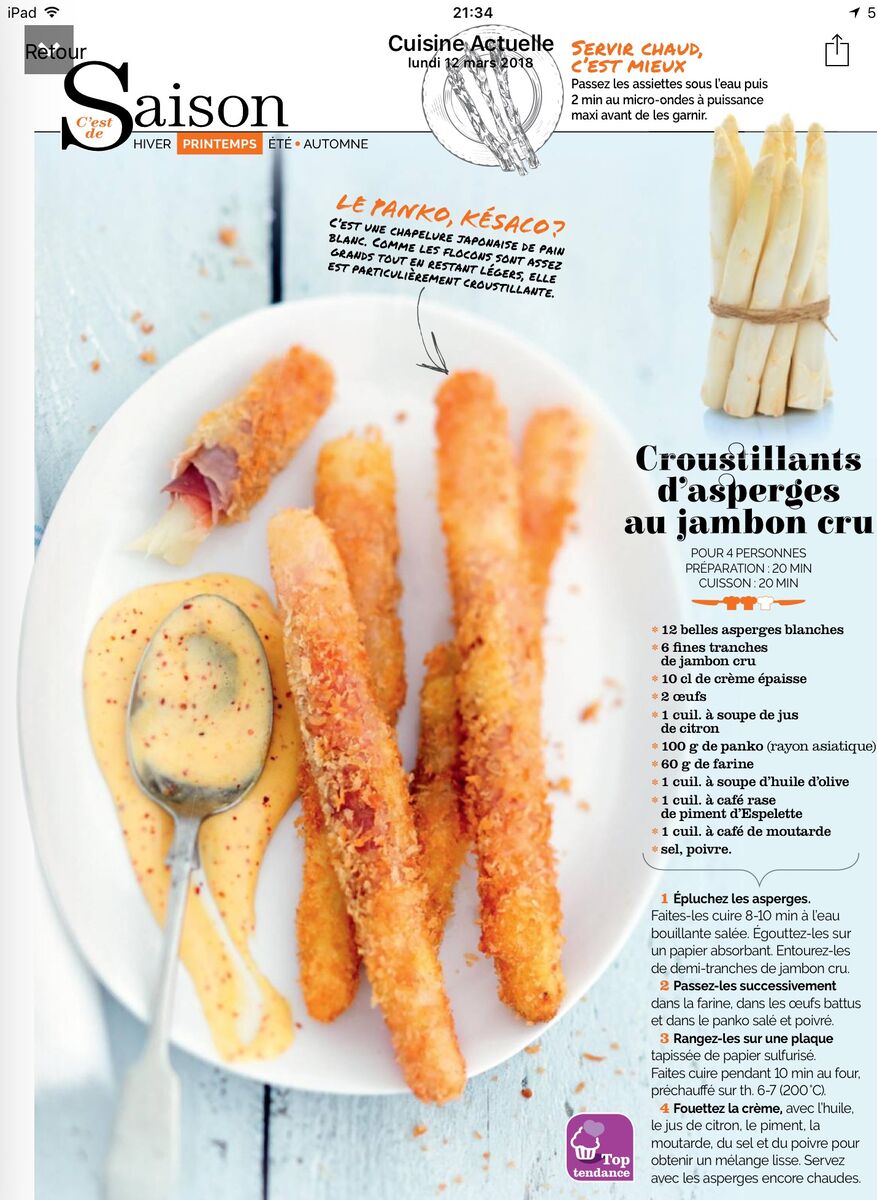 iPad
21:34
5
Retour
Cuisine Actuelle
lundi 12 mars 2018
C'est
de
Saison
HIVER PRINTEMPS ÉTÉ • AUTOMNE
SERVIR CHAUD,
C'EST MIEUX
Passez les assiettes sous l'eau puis
2 min au micro-ondes à puissance
maxi avant de les garnir.
LE PANKO, KÉSACO?
C'EST UNE CHAPELURE JAPONAISE DE PAIN
BLANC. COMME LES FLOCONS SONT ASSEZ
GRANDS TOUT EN RESTANT LÉGERS, ELLE
EST PARTICULIÈREMENT CROUSTILLANTE.
Croustillants
d'asperges
au jambon cru
POUR 4 PERSONNES
PRÉPARATION : 20 MIN
CUISSON : 20 MIN
* 12 belles asperges blanches
* 6 fines tranches
de jambon cru
* 10 cl de crème épaisse
* 2 œufs
* 1 cuil. à soupe de jus
de citron
* 100 g de panko (rayon asiatique)
* 60 g de farine
* 1 cuil. à soupe d'huile d'olive
* 1 cuil. à café rase
de piment d'Espelette
* 1 cuil. à café de moutarde
* sel, poivre.
1 Épluchez les asperges.
Faites-les cuire 8-10 min à l'eau
bouillante salée. Égouttez-les sur
un papier absorbant. Entourez-les
de demi-tranches de jambon cru.
2 Passez-les successivement
dans la farine, dans les œufs battus
et dans le panko salé et poivré.
3 Rangez-les sur une plaque
tapissée de papier sulfurisé.
Faites cuire pendant 10 min au four,
préchauffé sur th. 6-7 (200 °C).
4 Fouettez la crème, avec l'huile,
le jus de citron, le piment, la
moutarde, du sel et du poivre pour
obtenir un mélange lisse. Servez
avec les asperges encore chaudes.
Top
tendance